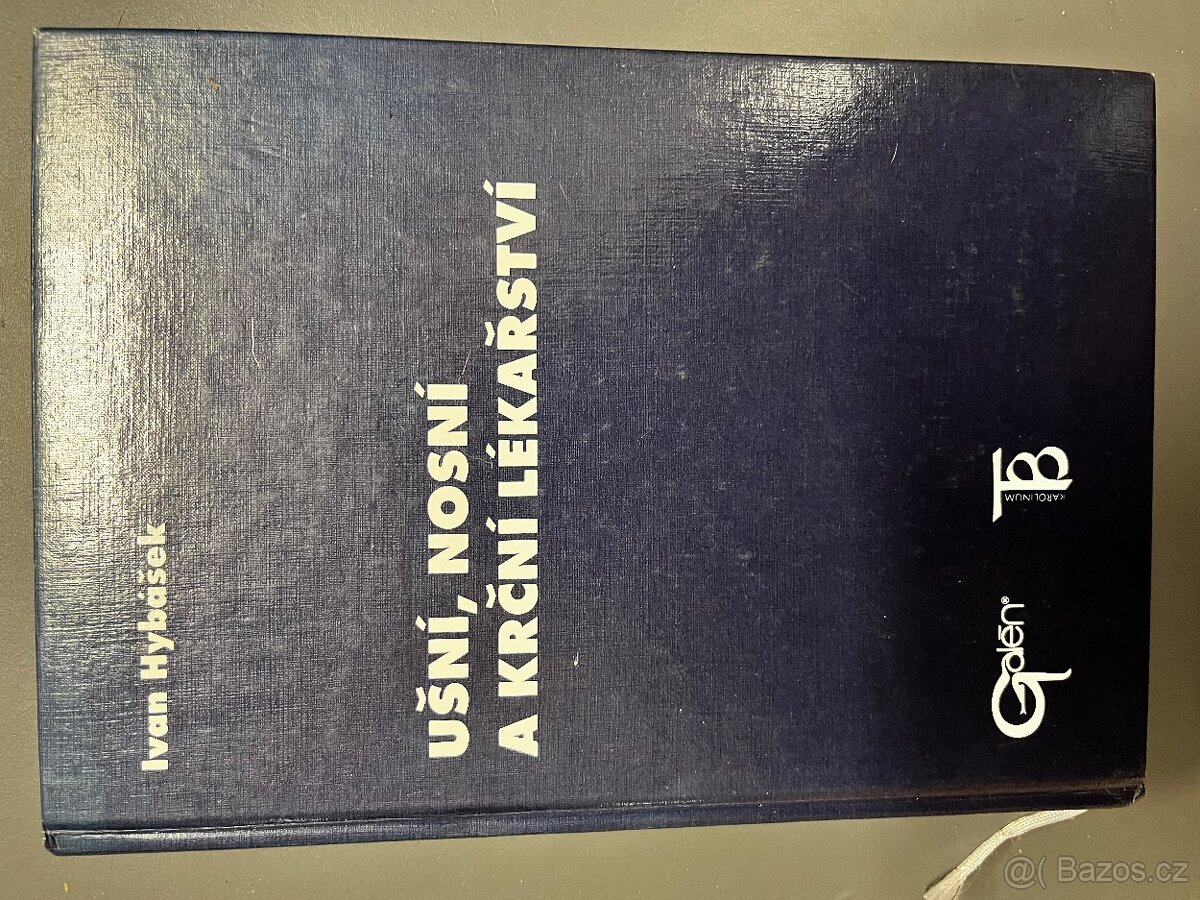 Ivan Hybášek
UŠNÍ, NOSNÍ
A KRČNÍ LÉKAŘSTVÍ
Galén®
KAROLINUM
@( Bazos.cz